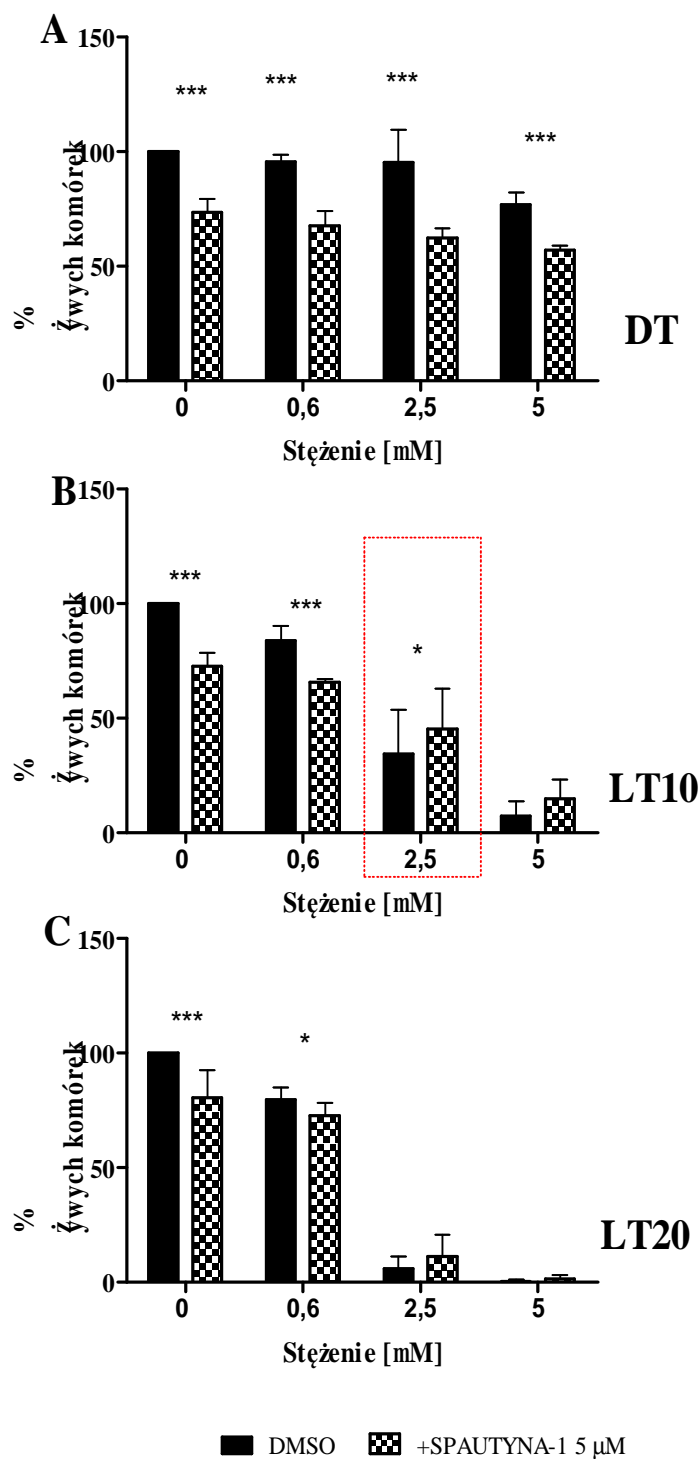 A
150
100
50
0
% żywych komórek
*** *** *** ***
0 0,6 2,5 5
Stężenie [mM]
DT
B
150
100
50
0
% żywych komórek
*** *** *
0 0,6 2,5 5
Stężenie [mM]
LT10
C
150
100
50
0
% żywych komórek
*** *
0 0,6 2,5 5
Stężenie [mM]
LT20
DMSO +SPAUTYNA-1 5 µM